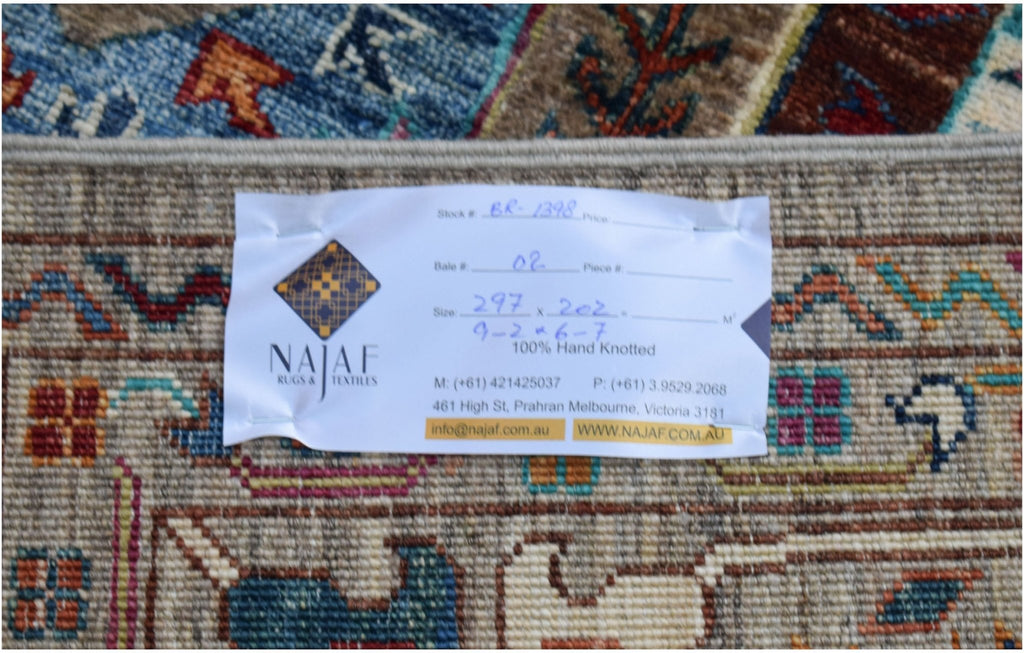 NAJAF
RUGS & TEXTILES
Stock #: BR-1398 Price:
Bale #: 02 Piece #:
Size: 297 x 202 = M²
9-2 * 6-7
100% Hand Knotted
M: (+61) 421425037 P: (+61) 3.9529.2068
461 High St, Prahran Melbourne, Victoria 3181
info@najaf.com.au WWW.NAJAF.COM.AU